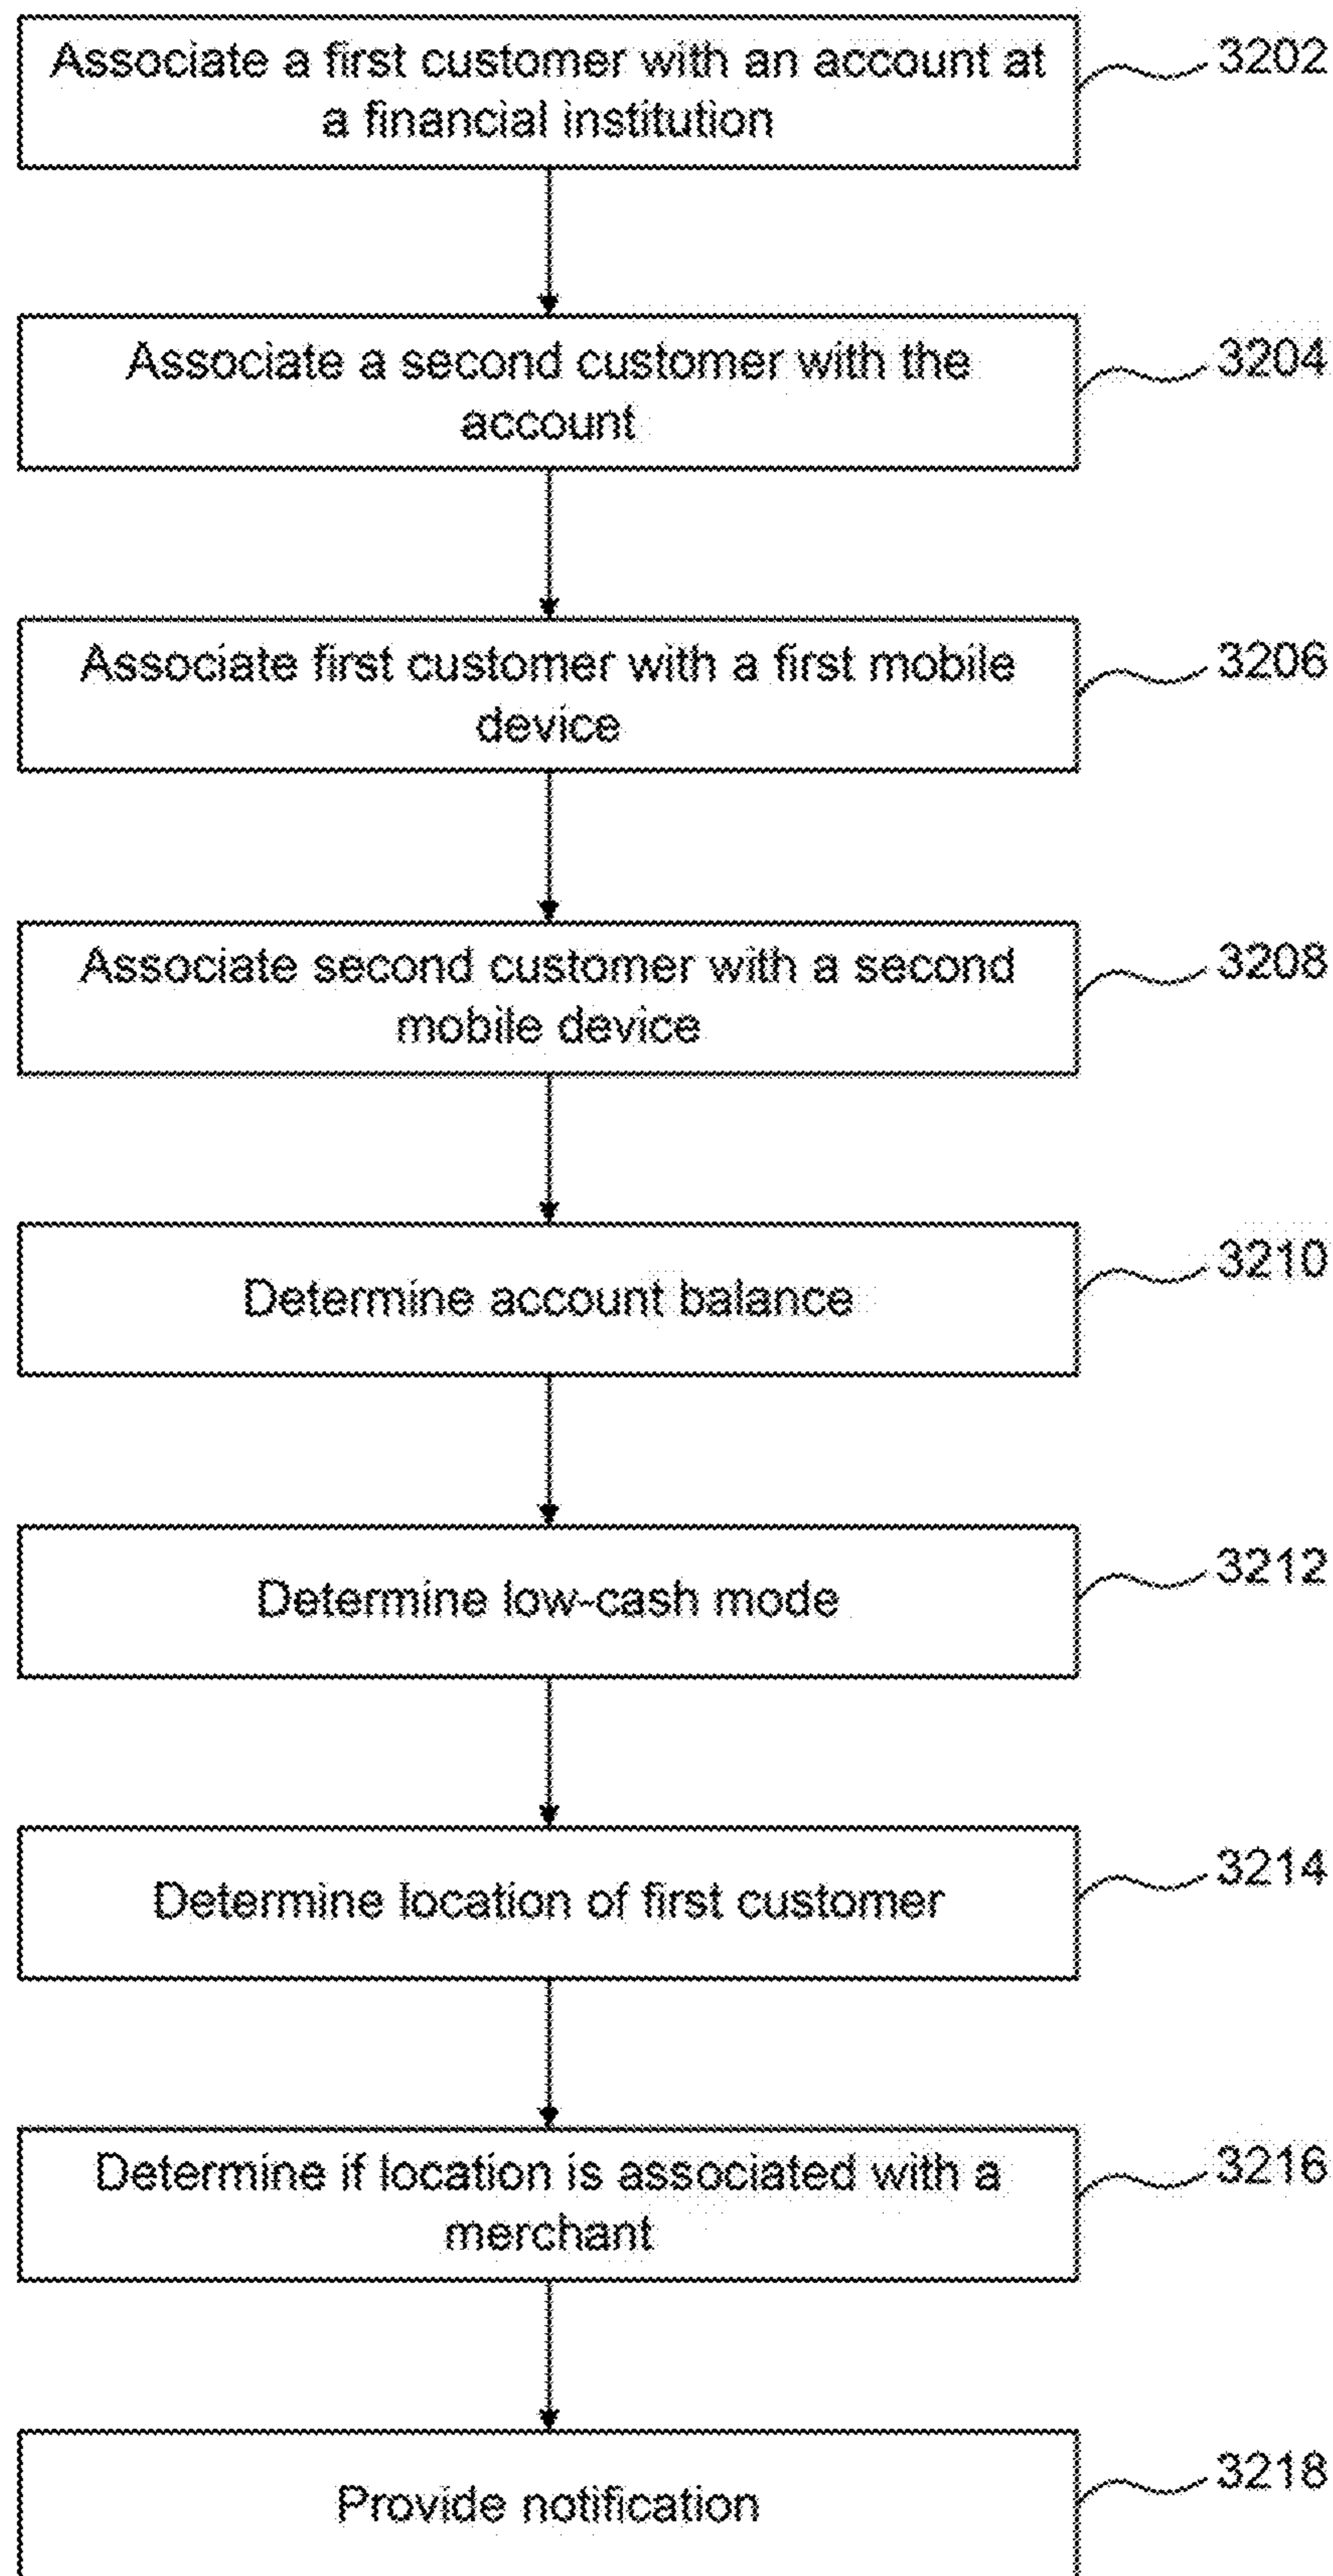 Associate a first customer with an account at
a financial institution
3202
Associate a second customer with the
account
3204
Associate first customer with a first mobile
device
3206
Associate second customer with a second
mobile device
3208
Determine account balance
3210
Determine low-cash mode
3212
Determine location of first customer
3214
Determine if location is associated with a
merchant
3216
Provide notification
3218